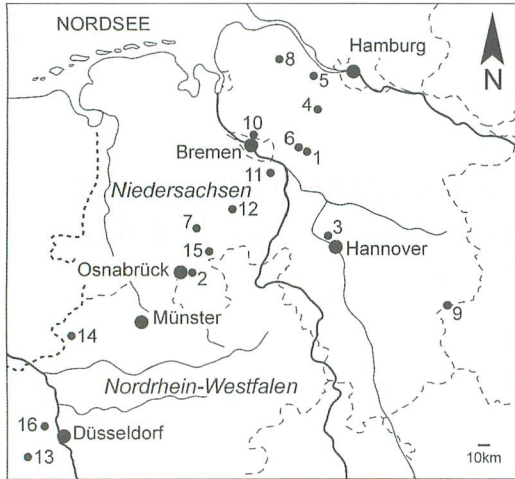 NORDSEE
8
Hamburg
5
N
4
10
6
1
Bremen
11
Niedersachsen
12
7
3
15
Hannover
Osnabrück
2
9
Münster
14
Nordrhein-Westfalen
16
Düsseldorf
10km
13